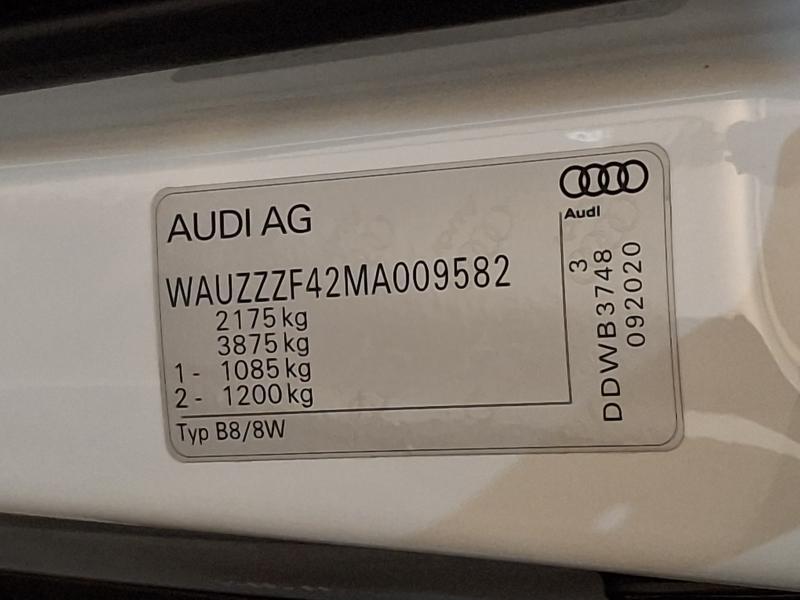 AUDI AG
WAUZZZF42MA009582
2175 kg
3875 kg
1 - 1085 kg
2 - 1200 kg
Typ B8/8W
Audi
3
DDWB3748
092020